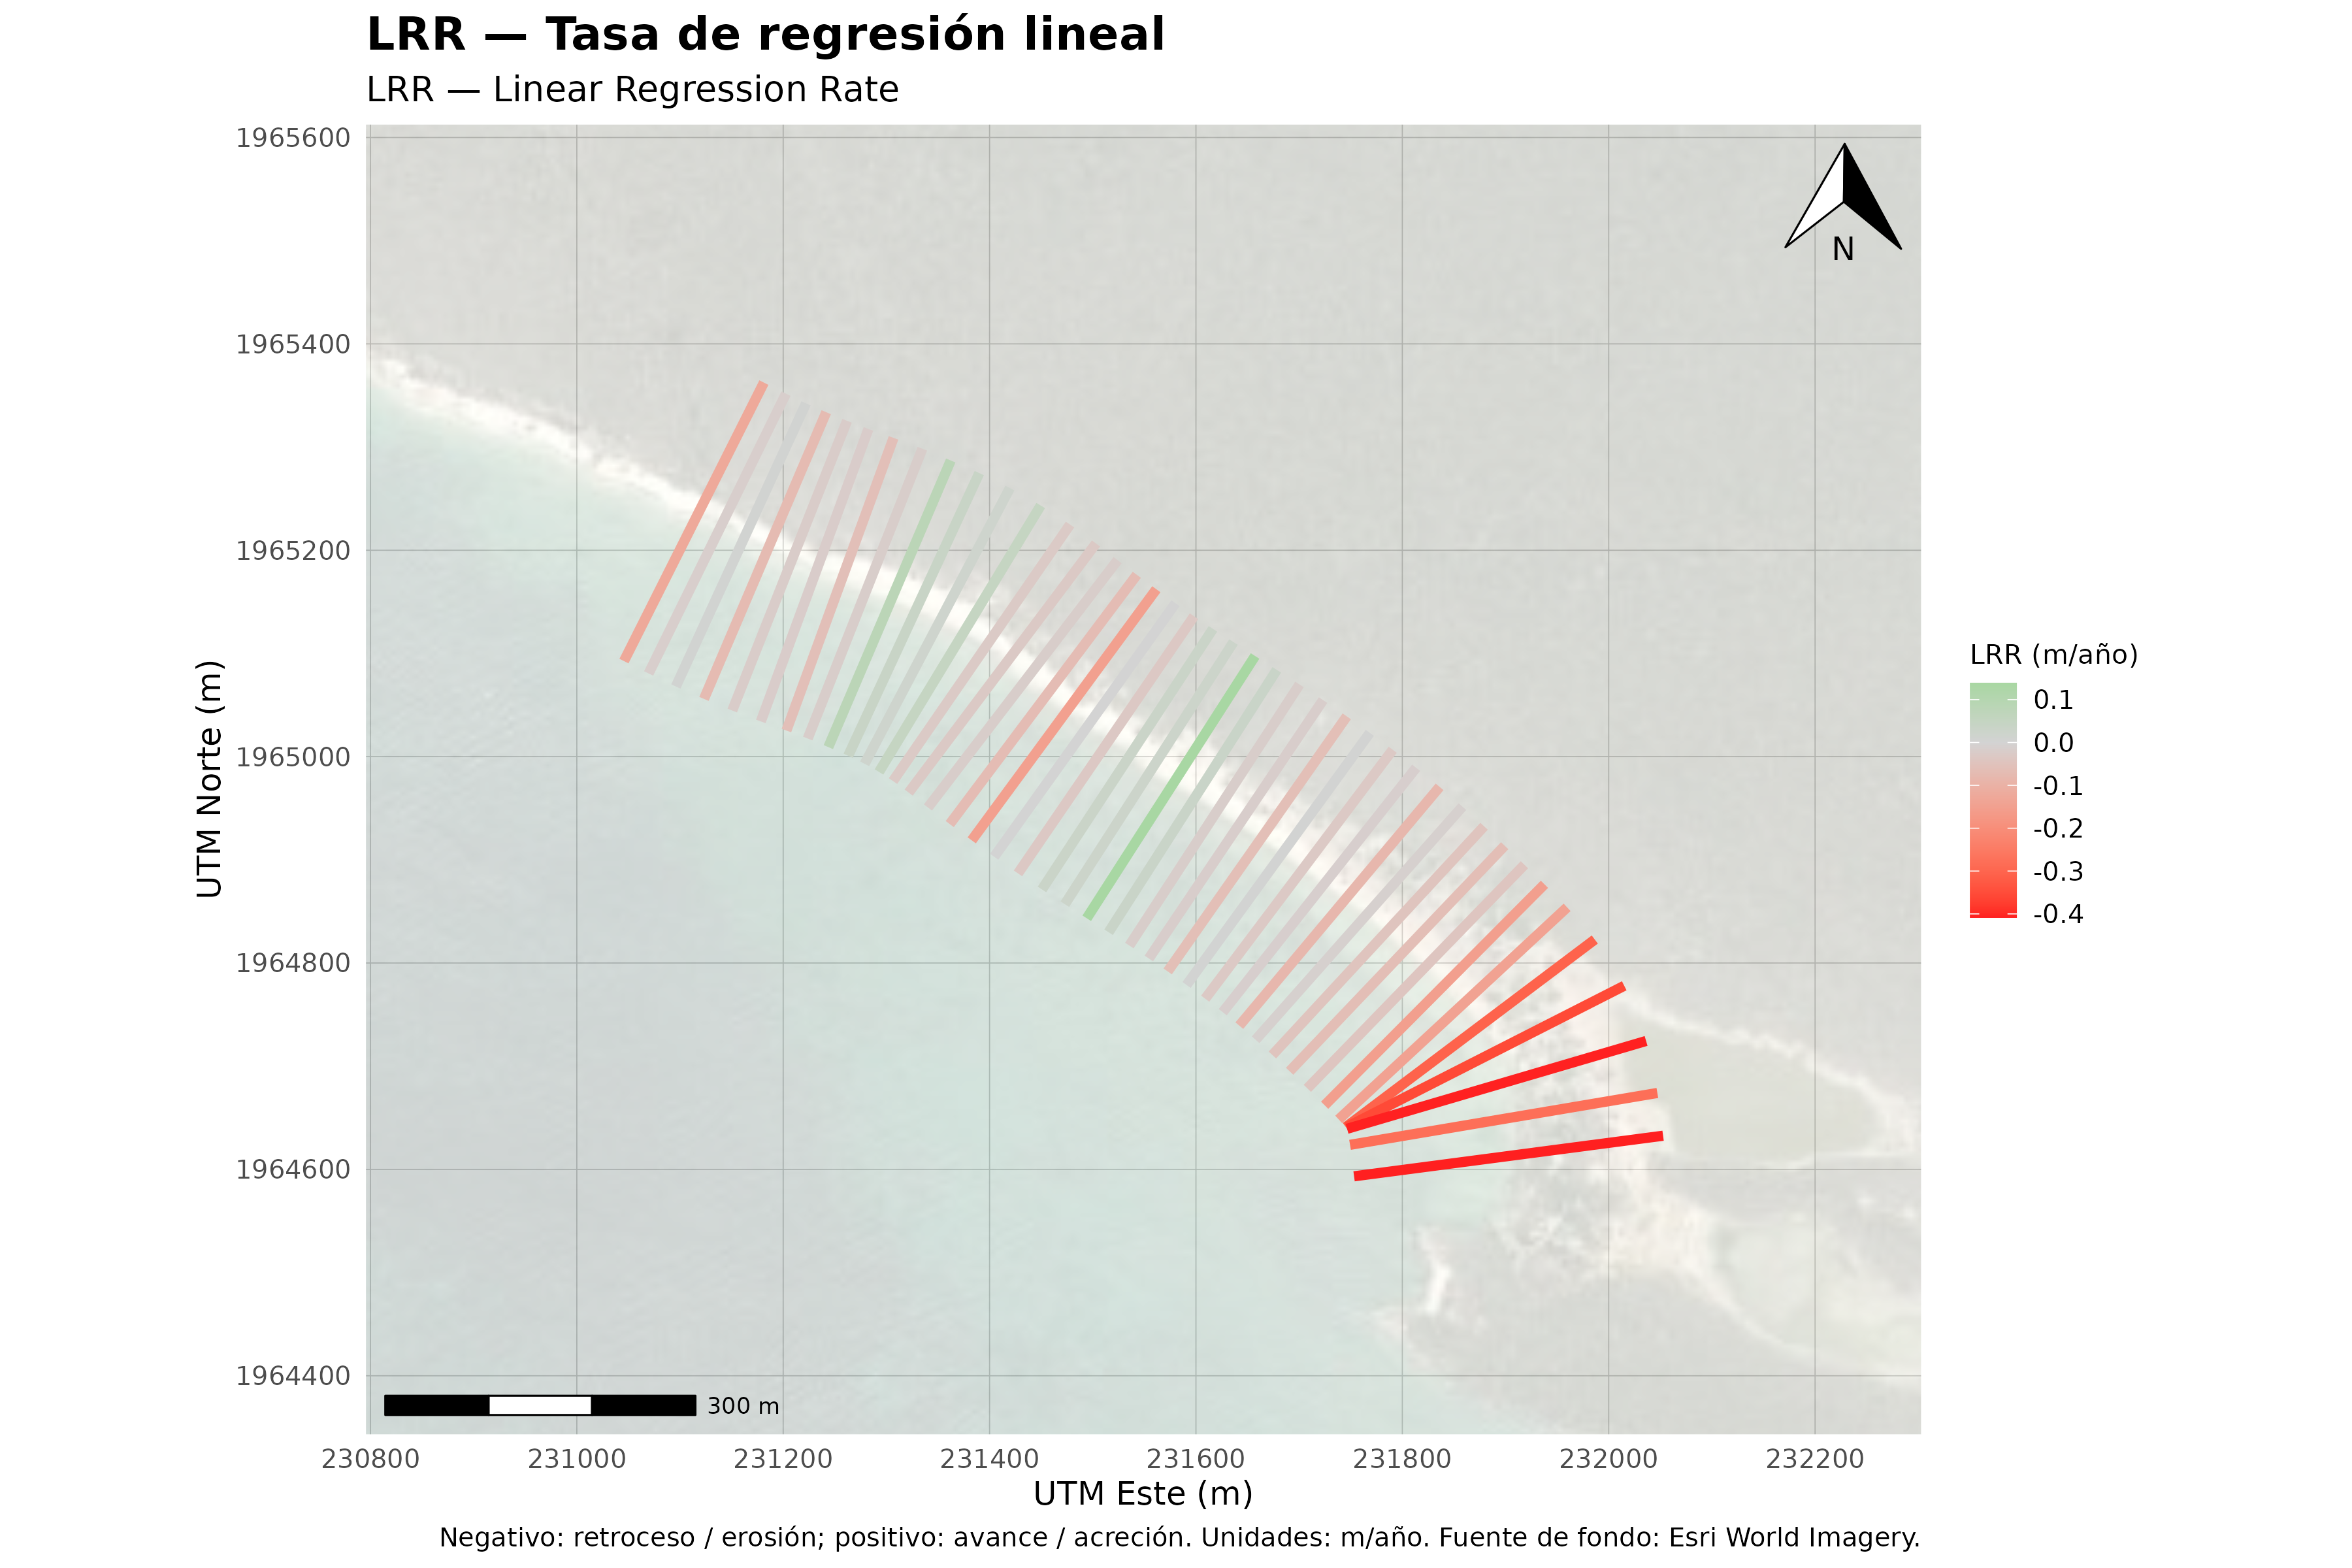 LRR — Tasa de regresión lineal
LRR — Linear Regression Rate
1965600
1965400
1965200
1965000
1964800
1964600
1964400
UTM Norte (m)
N
300 m
230800 231000 231200 231400 231600 231800 232000 232200
UTM Este (m)
LRR (m/año)
0.1
0.0
-0.1
-0.2
-0.3
-0.4
Negativo: retroceso / erosión; positivo: avance / acreción. Unidades: m/año. Fuente de fondo: Esri World Imagery.